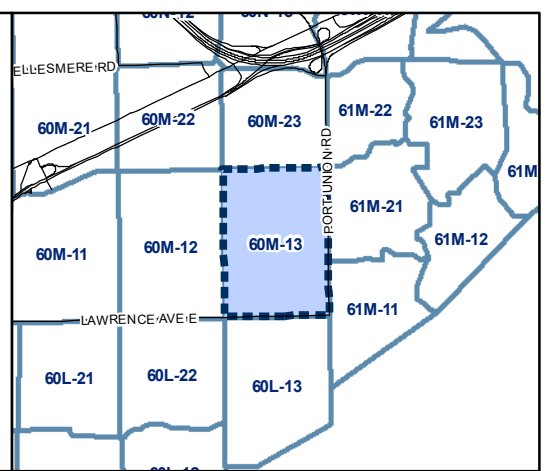 ELLESMERE RD
60M-21
60M-22
60M-23
61M-22
61M-23
PORT UNION RD
61M-21
61M
60M-11
60M-12
60M-13
61M-12
61M-11
LAWRENCE AVE E
60L-21
60L-22
60L-13